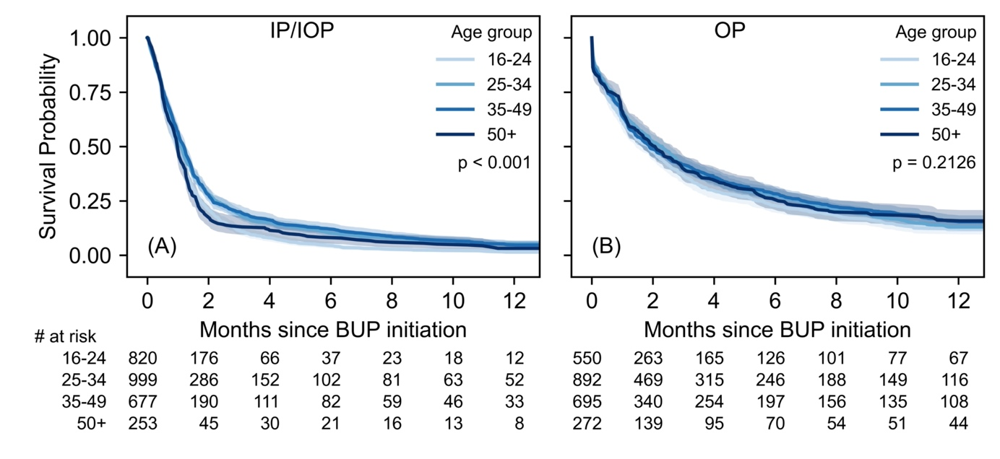 IP/IOP
Age group
16-24
25-34
35-49
50+
p < 0.001
(A)
Survival Probability
1.00
0.75
0.50
0.25
0.00
0 2 4 6 8 10 12
Months since BUP initiation
OP
Age group
16-24
25-34
35-49
50+
p = 0.2126
(B)
0 2 4 6 8 10 12
Months since BUP initiation
# at risk
16-24 820 176 66 37 23 18 12 550 263 165 126 101 77 67
25-34 999 286 152 102 81 63 52 892 469 315 246 188 149 116
35-49 677 190 111 82 59 46 33 695 340 254 197 156 135 108
50+ 253 45 30 21 16 13 8 272 139 95 70 54 51 44